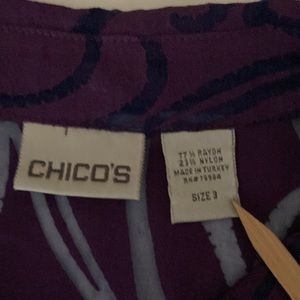 CHICO'S
77% RAYON
23% NYLON
MADE IN TURKEY
SIZE 3